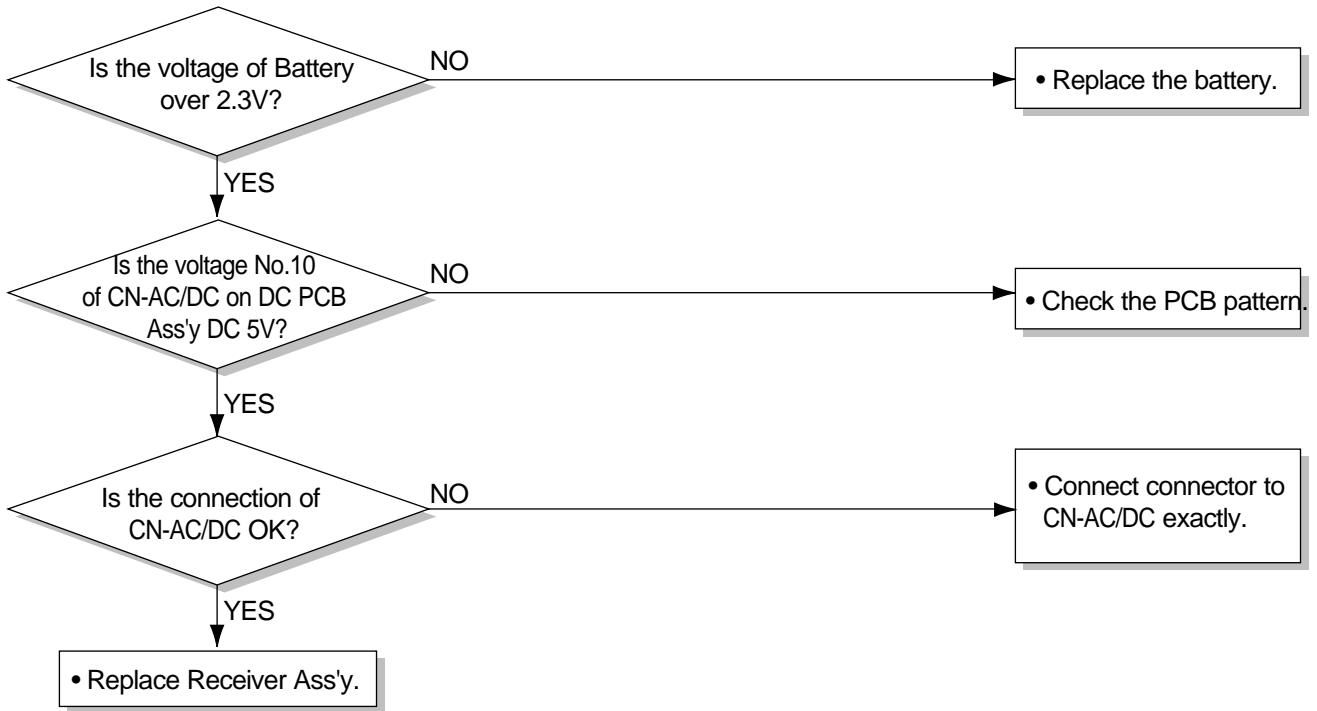 Is the voltage of Battery
over 2.3V?
NO
• Replace the battery.
YES
Is the voltage No.10
of CN-AC/DC on DC PCB
Ass'y DC 5V?
NO
• Check the PCB pattern.
YES
Is the connection of
CN-AC/DC OK?
NO
• Connect connector to
CN-AC/DC exactly.
YES
• Replace Receiver Ass'y.